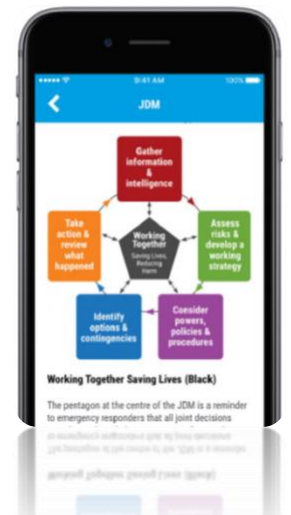 9:41 AM 100%
JDM
Gather
information
&
intelligence
Take
action &
review
what
happened
Working
Together
Saving Lives,
Reducing
Harm
Assess
risks &
develop a
working
strategy
Identify
options &
contingencies
Consider
powers,
policies &
procedures
Working Together Saving Lives (Black)
The pentagon at the centre of the JDM is a reminder
to emergency responders that all joint decisions